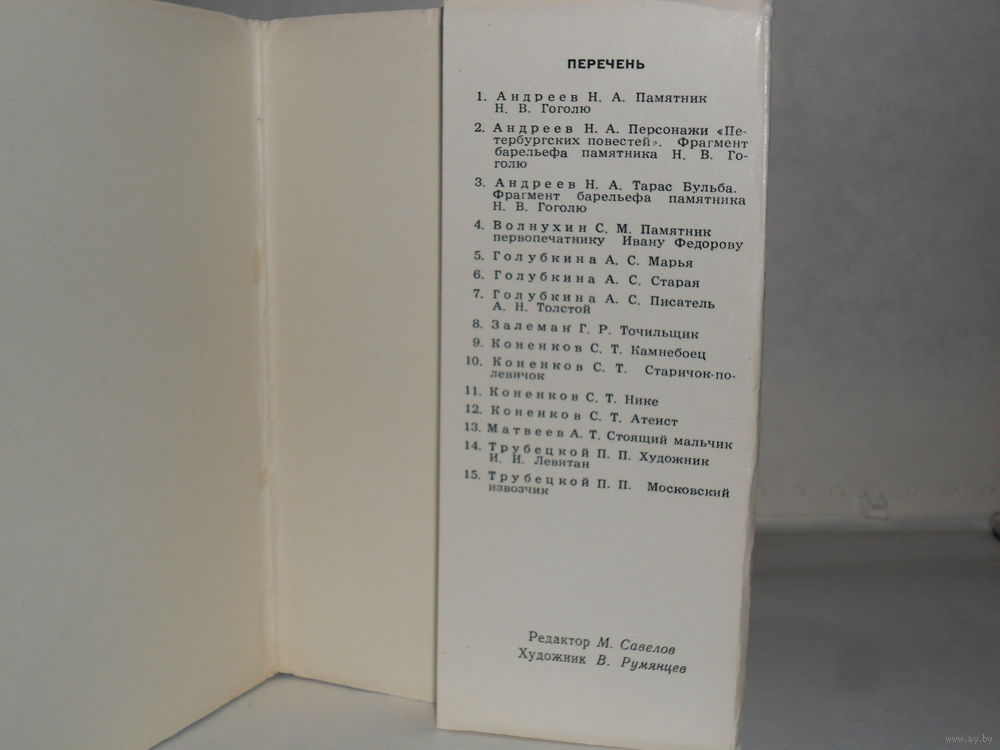 ПЕРЕЧЕНЬ
1. Андреев Н. А. Памятник
Н. В. Гоголю
2. Андреев Н. А. Персонажи «Пе-
тербургских повестей». Фрагмент
барельефа памятника Н. В. Го-
голю
3. Андреев Н. А. Тарас Бульба.
Фрагмент барельефа памятника
Н. В. Гоголю
4. Волнухин С. М. Памятник
первопечатнику Ивану Федорову
5. Голубкина А. С. Марья
6. Голубкина А. С. Старая
7. Голубкина А. С. Писатель
А. Н. Толстой
8. Залеман Г. Р. Точильщик
9. Коненков С. Т. Камнебоец
10. Коненков С. Т. Старичок-по-
левичок
11. Коненков С. Т. Нике
12. Коненков С. Т. Атеист
13. Матвеев А. Т. Стоящий мальчик
14. Трубецкой П. П. Художник
И. И. Левитан
15. Трубецкой П. П. Московский
извозчик
Редактор М. Савелов
Художник В. Румянцев
www.ay.by